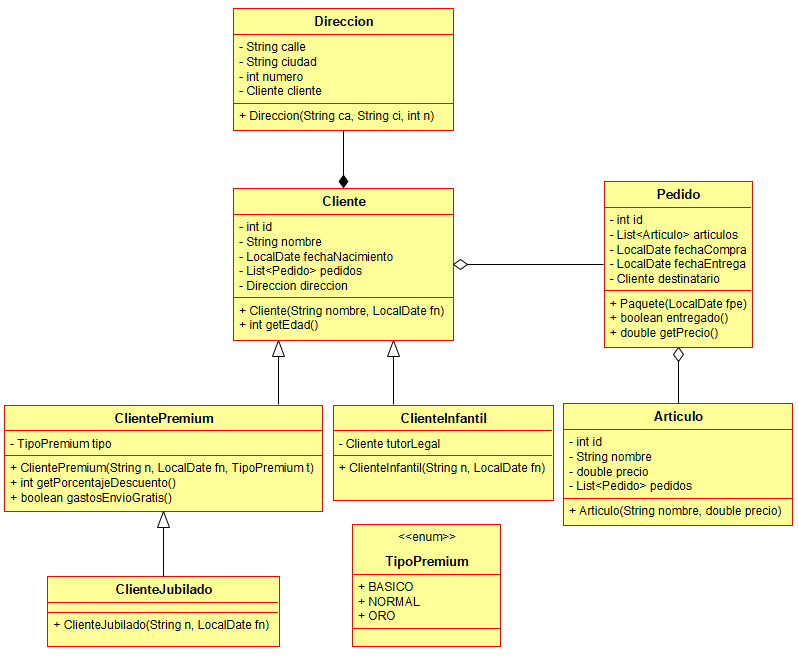 Direccion
- String calle
- String ciudad
- int numero
- Cliente cliente
+ Direccion(String ca, String ci, int n)
Cliente
- int id
- String nombre
- LocalDate fechaNacimiento
- List<Pedido> pedidos
- Direccion direccion
+ Cliente(String nombre, LocalDate fn)
+ int getEdad()
Pedido
- int id
- List<Articulo> articulos
- LocalDate fechaCompra
- LocalDate fechaEntrega
- Cliente destinatario
+ Paquete(LocalDate fpe)
+ boolean entregado()
+ double getPrecio()
ClientePremium
- TipoPremium tipo
+ ClientePremium(String n, LocalDate fn, TipoPremium t)
+ int getPorcentajeDescuento()
+ boolean gastosEnvioGratis()
ClienteInfantil
- Cliente tutorLegal
+ ClienteInfantil(String n, LocalDate fn)
Articulo
- int id
- String nombre
- double precio
- List<Pedido> pedidos
+ Articulo(String nombre, double precio)
ClienteJubilado
+ ClienteJubilado(String n, LocalDate fn)
<<enum>>
TipoPremium
+ BASICO
+ NORMAL
+ ORO